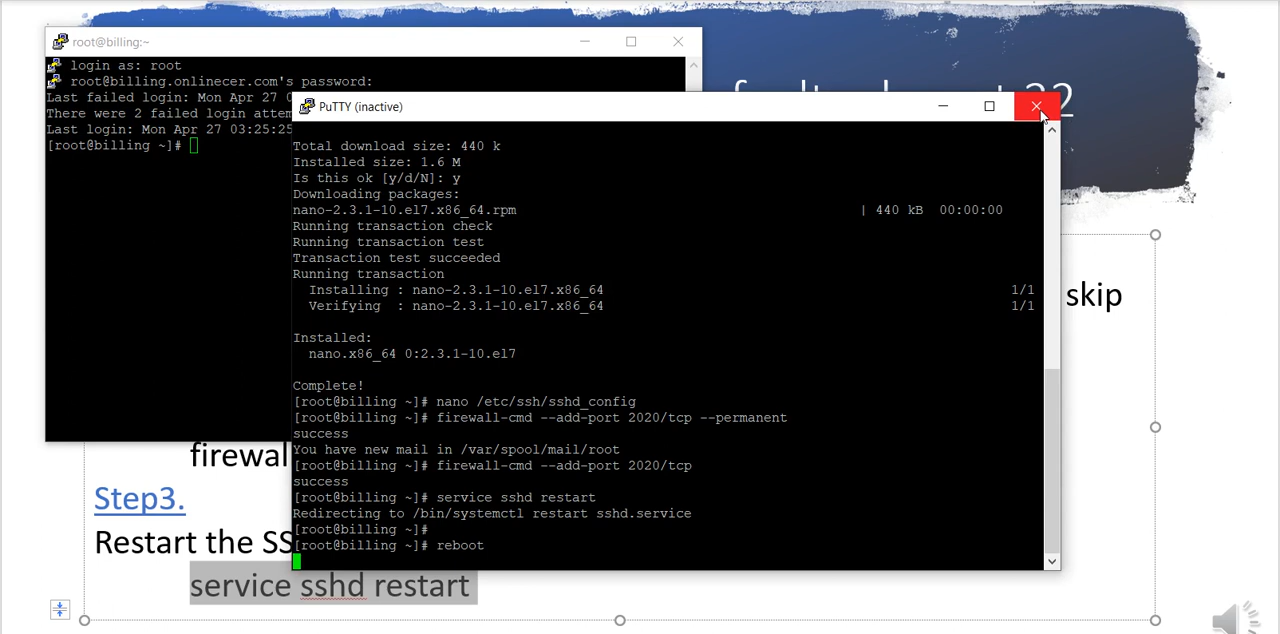 root@billing:~
login as: root
root@billing.onlinecer.com's password:
Last failed login: Mon Apr 27 0
There were 2 failed login attem
Last login: Mon Apr 27 03:25:25
[root@billing ~]#
22
PuTTY (inactive)
Total download size: 440 k
Installed size: 1.6 M
Is this ok [y/d/N]: y
Downloading packages:
nano-2.3.1-10.el7.x86_64.rpm | 440 kB 00:00:00
Running transaction check
Running transaction test
Transaction test succeeded
Running transaction
Installing : nano-2.3.1-10.el7.x86_64 1/1
Verifying : nano-2.3.1-10.el7.x86_64 1/1
Installed:
nano.x86_64 0:2.3.1-10.el7
Complete!
[root@billing ~]# nano /etc/ssh/sshd_config
[root@billing ~]# firewall-cmd --add-port 2020/tcp --permanent
success
You have new mail in /var/spool/mail/root
[root@billing ~]# firewall-cmd --add-port 2020/tcp
success
[root@billing ~]# service sshd restart
Redirecting to /bin/systemctl restart sshd.service
[root@billing ~]#
[root@billing ~]# reboot
skip
firewal
Step3.
Restart the SS
service sshd restart